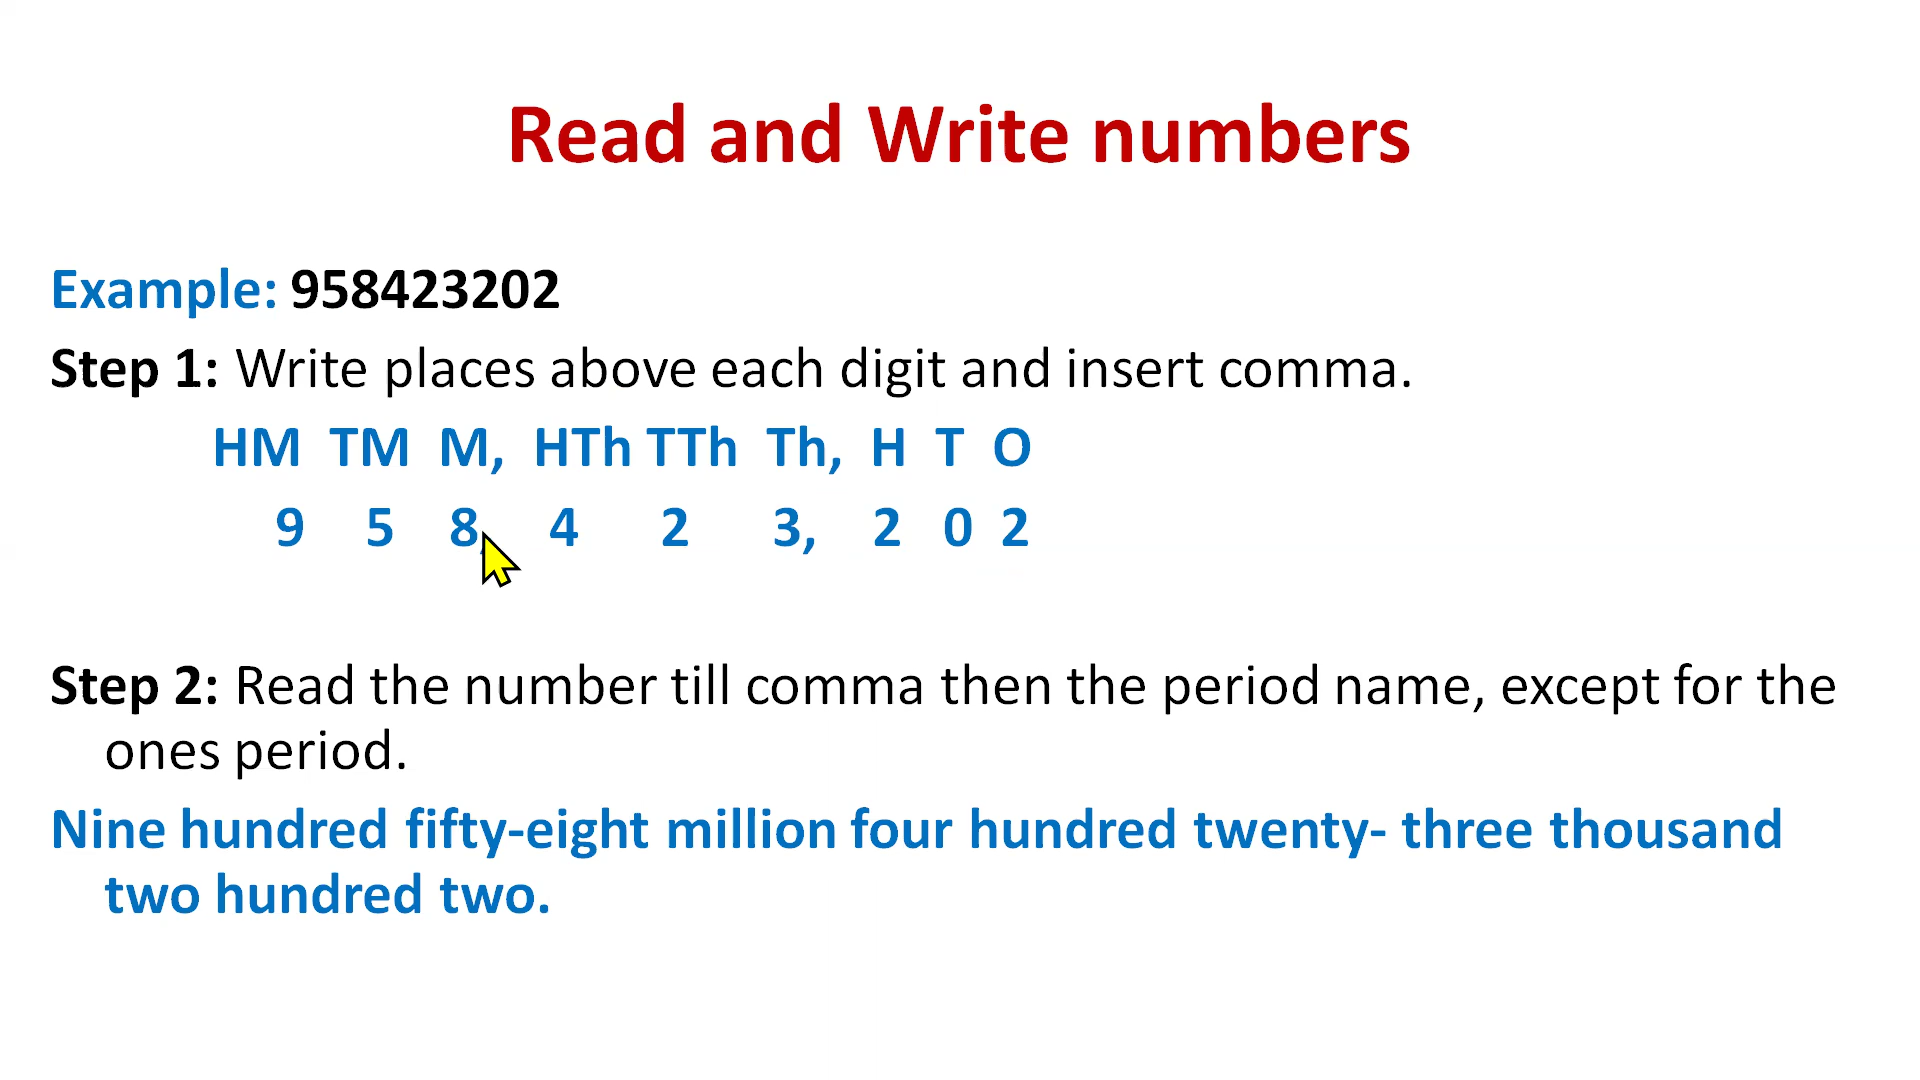 Read and Write numbers
Example: 958423202
Step 1: Write places above each digit and insert comma.
HM TM M, HTh TTh Th, H T O
9 5 8, 4 2 3, 2 0 2
Step 2: Read the number till comma then the period name, except for the
ones period.
Nine hundred fifty-eight million four hundred twenty- three thousand
two hundred two.